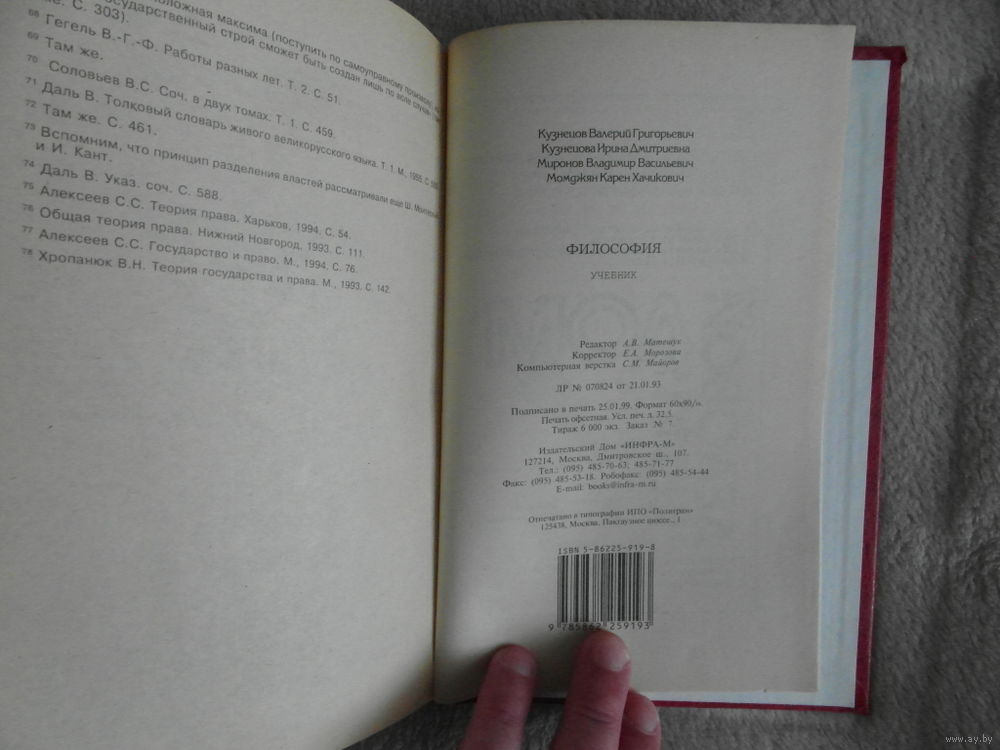 ложная максима (поступить по самоуправному произволу
государственный строй сможет быть создан лишь по воле случая
С. 303).
68 Гегель В.-Г.-Ф. Работы разных лет. Т. 2. С. 51.
69 Там же.
70 Соловьев В.С. Соч. в двух томах. Т. 1. С. 459.
71 Даль В. Толковый словарь живого великорусского языка. Т. 1. М., 1955. С.
72 Там же. С. 461.
73 Вспомним, что принцип разделения властей рассматривали еще Ш.
и И. Кант.
74 Даль В. Указ. соч. С. 588.
75 Алексеев С.С. Теория права. Харьков, 1994. С. 54.
76 Общая теория права. Нижний Новгород, 1993. С. 111.
77 Алексеев С.С. Государство и право. М., 1994. С. 76.
78 Хропанюк В.Н. Теория государства и права. М., 1993. С. 142.
Кузнецов Валерий Григорьевич
Кузнецова Ирина Дмитриевна
Миронов Владимир Васильевич
Момджян Карен Хачикович
ФИЛОСОФИЯ
УЧЕБНИК
Редактор А.В. Матешук
Корректор Е.А. Морозова
Компьютерная верстка С.М. Майоров
ЛР № 070824 от 21.01.93
Подписано в печать 25.01.99. Формат 60x90/16.
Печать офсетная. Усл. печ. л. 32,5.
Тираж 6 000 экз. Заказ № 7.
Издательский Дом «ИНФРА-М»
127214, Москва, Дмитровское ш., 107.
Тел.: (095) 485-70-63; 485-71-77
Факс: (095) 485-53-18. Робофакс: (095) 485-54-44
E-mail: books@infra-m.ru
Отпечатано в типографии ИПО «Полигран»
125438, Москва, Пакгаузное шоссе, 1
ISBN 5-86225-919-8
9 785862 259193
www.ay.by